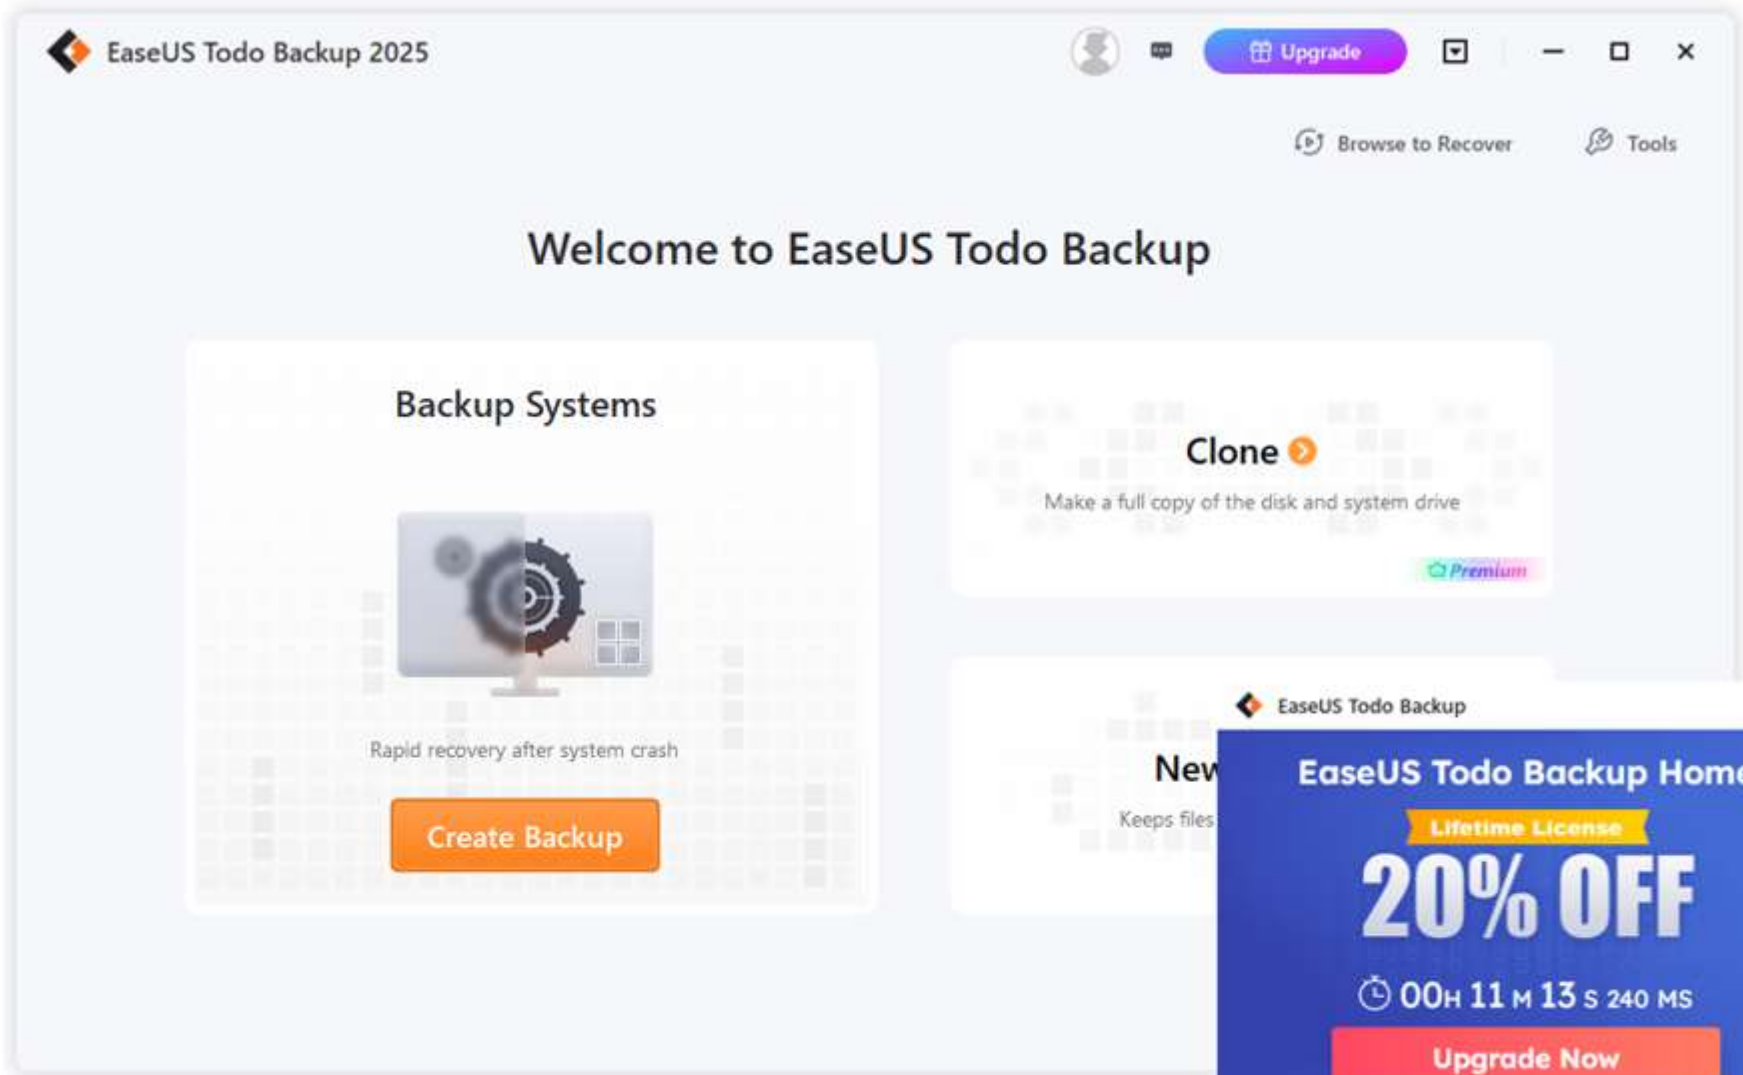 EaseUS Todo Backup 2025
Upgrade
Browse to Recover
Tools
Welcome to EaseUS Todo Backup
Backup Systems
Rapid recovery after system crash
Create Backup
Clone
Make a full copy of the disk and system drive
Premium
New
Keeps files
EaseUS Todo Backup
EaseUS Todo Backup Home
Lifetime License
20% OFF
00H 11 M 13 S 240 MS
Upgrade Now